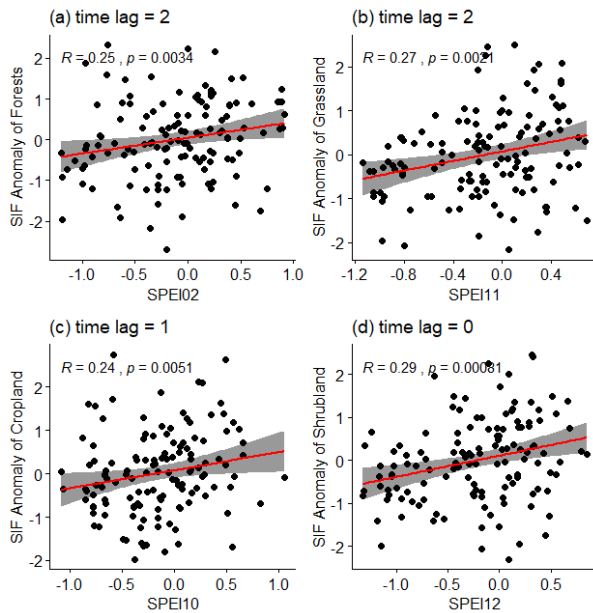 (a) time lag = 2
R = 0.25 , p = 0.0034
SIF Anomaly of Forests
2
1
0
-1
-2
-1.0
-0.5
0.0
0.5
1.0
SPEI02
(b) time lag = 2
R = 0.27 , p = 0.0021
SIF Anomaly of Grassland
2
1
0
-1
-2
-1.2
-0.8
-0.4
0.0
0.4
SPEI11
(c) time lag = 1
R = 0.24 , p = 0.0051
SIF Anomaly of Cropland
2
1
0
-1
-2
-1.0
-0.5
0.0
0.5
1.0
SPEI10
(d) time lag = 0
R = 0.29 , p = 0.00081
SIF Anomaly of Shrubland
2
1
0
-1
-2
-1.0
-0.5
0.0
0.5
SPEI12